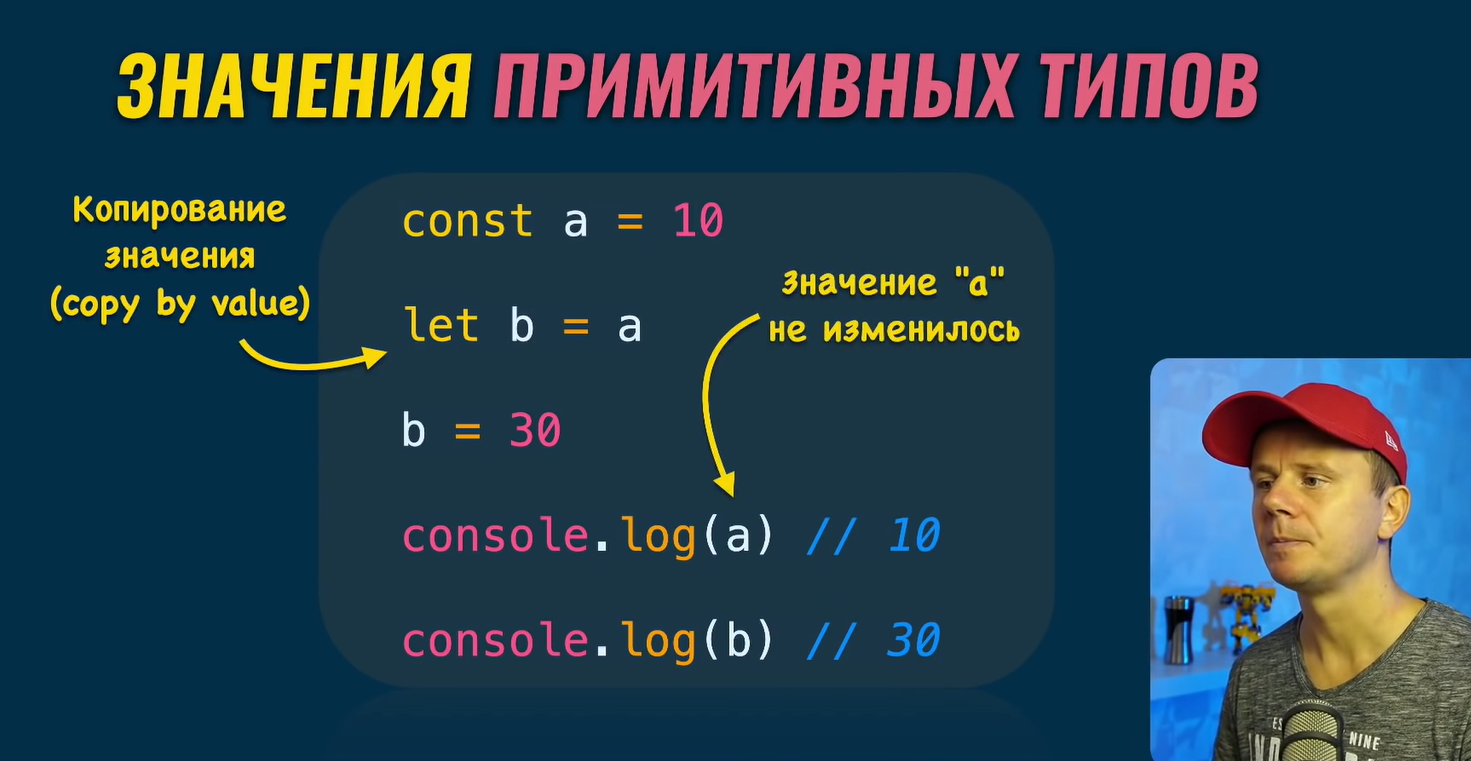 ЗНАЧЕНИЯ ПРИМИТИВНЫХ ТИПОВ
Копирование
значения
(copy by value)
const a = 10
let b = a
Значение "a"
не изменилось
b = 30
console.log(a) // 10
console.log(b) // 30
NINE